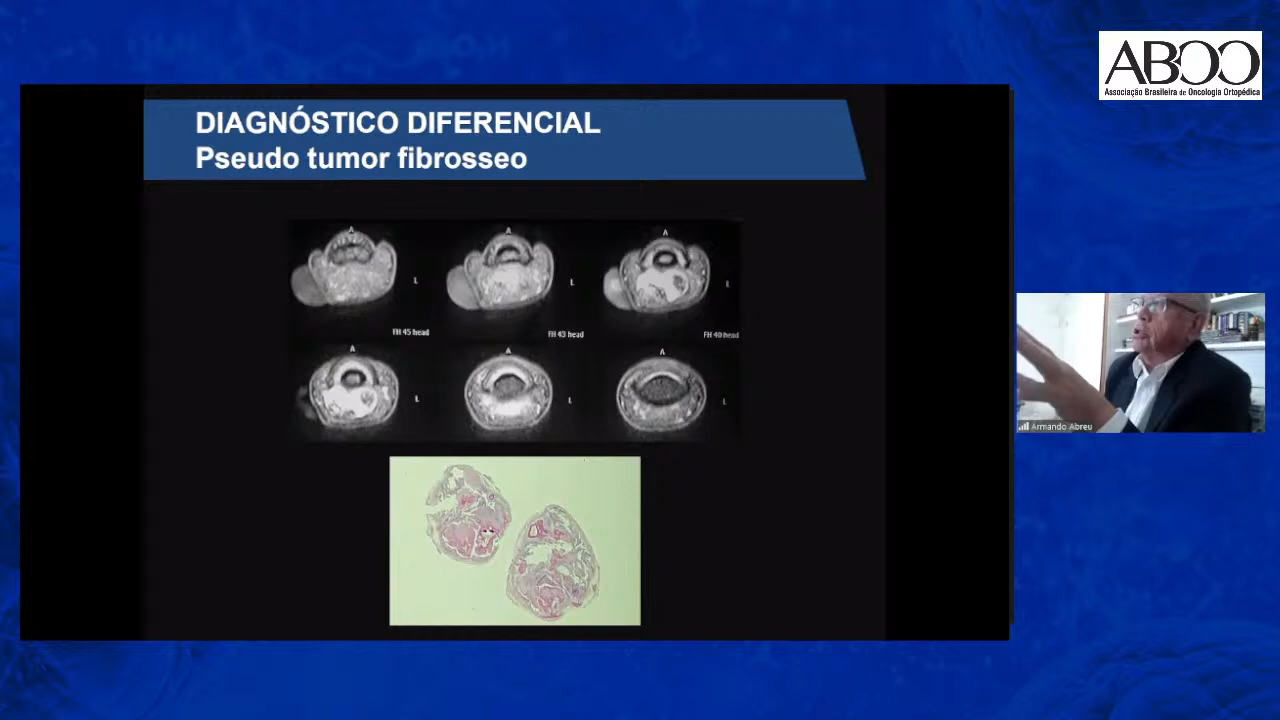 ABOO
Associação Brasileira de Oncologia Ortopédica
DIAGNÓSTICO DIFERENCIAL
Pseudo tumor fibrosseo
A
A
A
L
L
L
FH 45 head
FH 43 head
FH 40 head
A
A
A
L
L
L
Armando Abreu